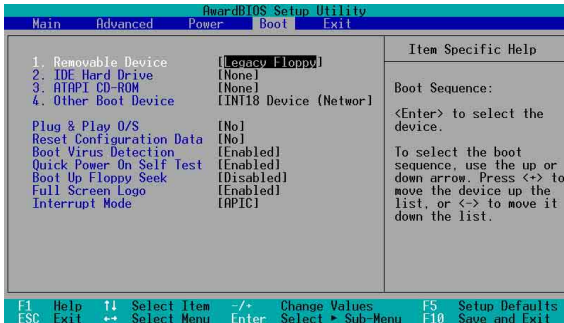 AwardBIOS Setup Utility
Main Advanced Power Boot Exit
Item Specific Help
1. Removable Device [Legacy Floppy]
2. IDE Hard Drive [None]
3. ATAPI CD-ROM [None]
4. Other Boot Device [INT18 Device (Networ]
Plug & Play O/S [No]
Reset Configuration Data [No]
Boot Virus Detection [Enabled]
Quick Power On Self Test [Enabled]
Boot Up Floppy Seek [Disabled]
Full Screen Logo [Enabled]
Interrupt Mode [APIC]
Boot Sequence:
<Enter> to select the
device.
To select the boot
sequence, use the up or
down arrow. Press <+> to
move the device up the
list, or <-> to move it
down the list.
F1 Help ↑↓ Select Item -/+ Change Values F5 Setup Defaults
ESC Exit ↔ Select Menu Enter Select ► Sub-Menu F10 Save and Exit